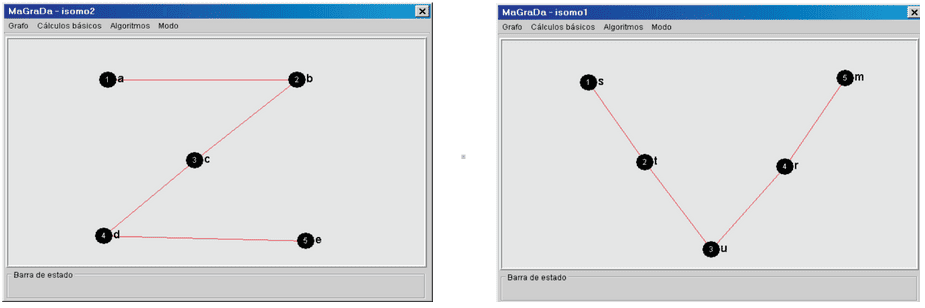 MaGraDa - isomo2
Grafo Cálculos básicos Algoritmos Modo
1 a
2 b
3 c
4 d
5 e
Barra de estado
MaGraDa - isomo1
Grafo Cálculos básicos Algoritmos Modo
1 s
5 m
2 t
4 r
3 u
Barra de estado